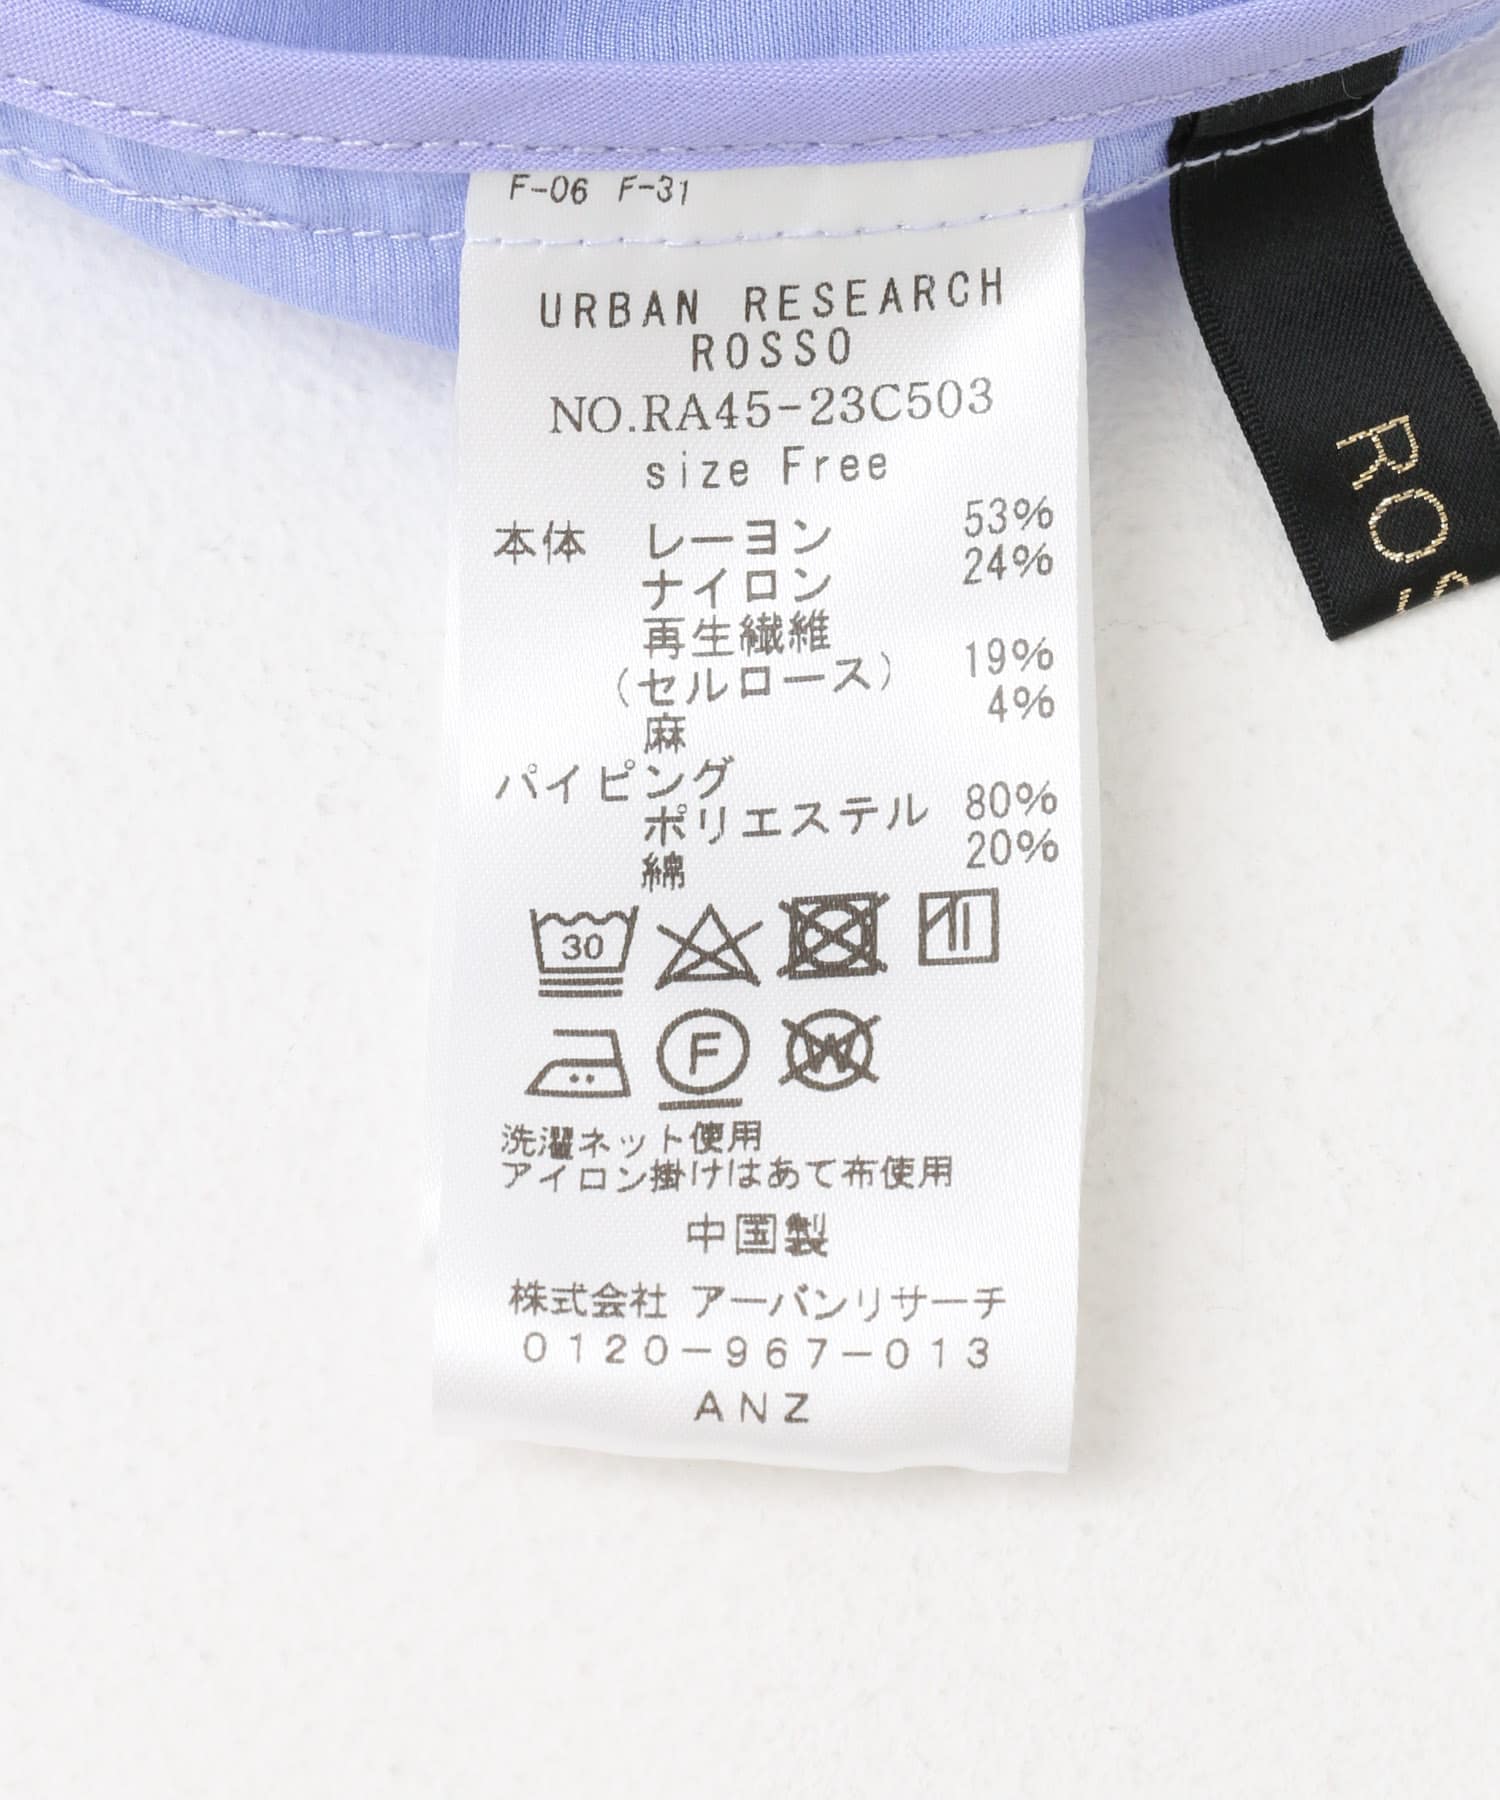 F-06 F-31
URBAN RESEARCH
ROSSO
NO.RA45-23C503
size Free
本体 レーヨン 53%
ナイロン 24%
再生繊維
(セルロース) 19%
麻 4%
パイピング
ポリエステル 80%
綿 20%
30
F W
洗濯ネット使用
アイロン掛けはあて布使用
中国製
株式会社 アーバンリサーチ
0120-967-013
ANZ
ROS